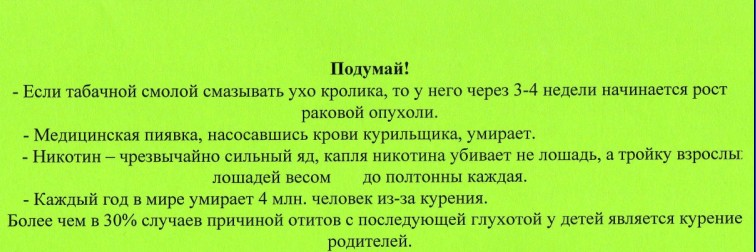 Подумай!
- Если табачной смолой смазывать ухо кролика, то у него через 3-4 недели начинается рост
раковой опухоли.
- Медицинская пиявка, насосавшись крови курильщика, умирает.
- Никотин – чрезвычайно сильный яд, капля никотина убивает не лошадь, а тройку взрослы
лошадей весом до полтонны каждая.
- Каждый год в мире умирает 4 млн. человек из-за курения.
Более чем в 30% случаев причиной отитов с последующей глухотой у детей является курение
родителей.